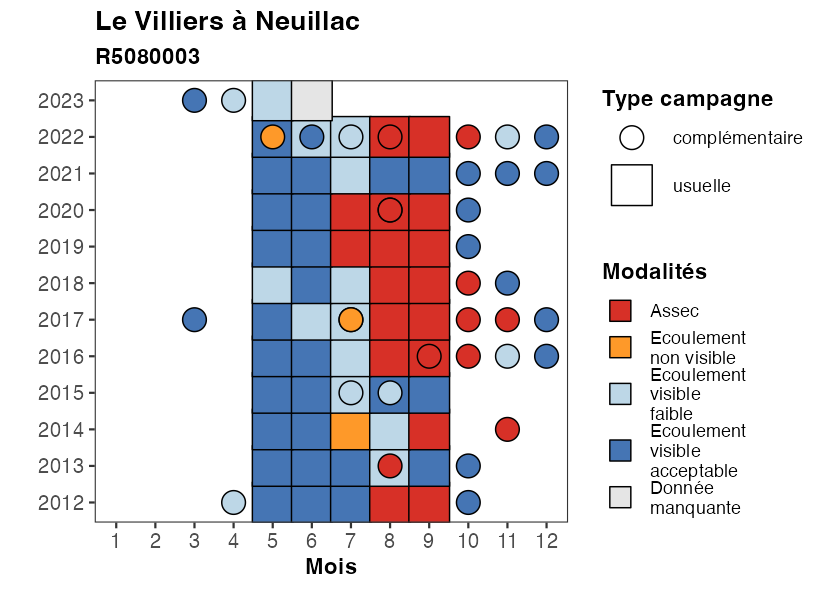 Le Villiers à Neuillac
R5080003
2023
2022
2021
2020
2019
2018
2017
2016
2015
2014
2013
2012
1 2 3 4 5 6 7 8 9 10 11 12
Mois
Type campagne
complémentaire
usuelle
Modalités
Assec
Ecoulement
non visible
Ecoulement
visible
faible
Ecoulement
visible
acceptable
Donnée
manquante